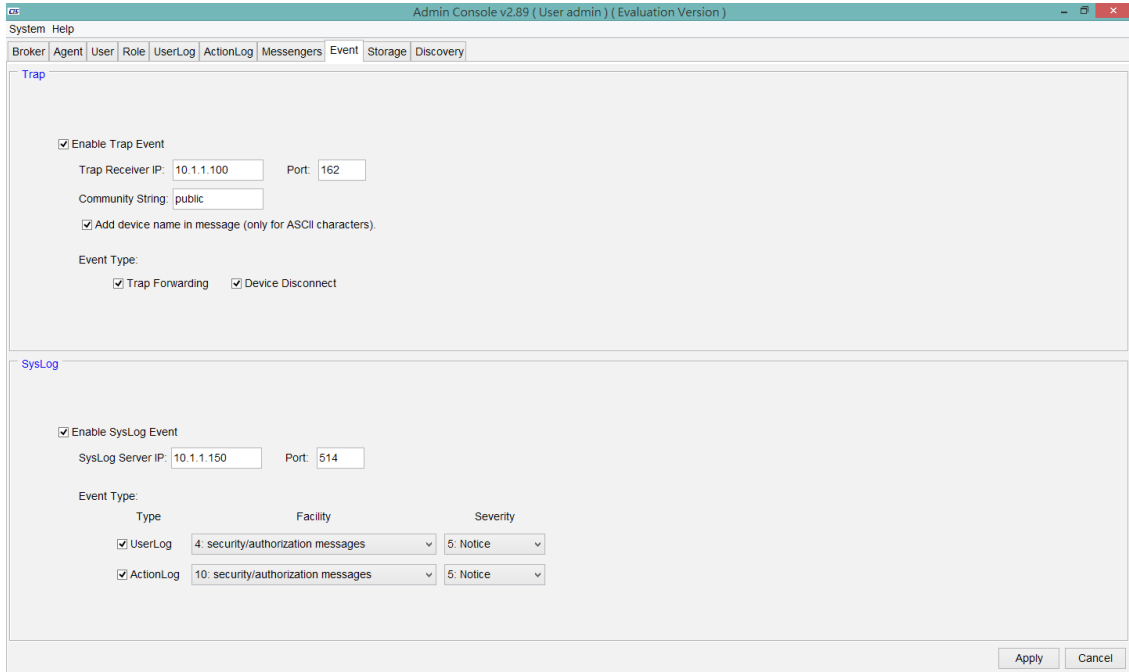 Admin Console v2.89 ( User admin ) ( Evaluation Version )
System Help
Broker Agent User Role UserLog ActionLog Messengers Event Storage Discovery
Trap
Enable Trap Event
Trap Receiver IP: 10.1.1.100 Port: 162
Community String: public
Add device name in message (only for ASCII characters).
Event Type:
Trap Forwarding Device Disconnect
SysLog
Enable SysLog Event
SysLog Server IP: 10.1.1.150 Port: 514
Event Type:
Type Facility Severity
UserLog 4: security/authorization messages 5: Notice
ActionLog 10: security/authorization messages 5: Notice
Apply Cancel